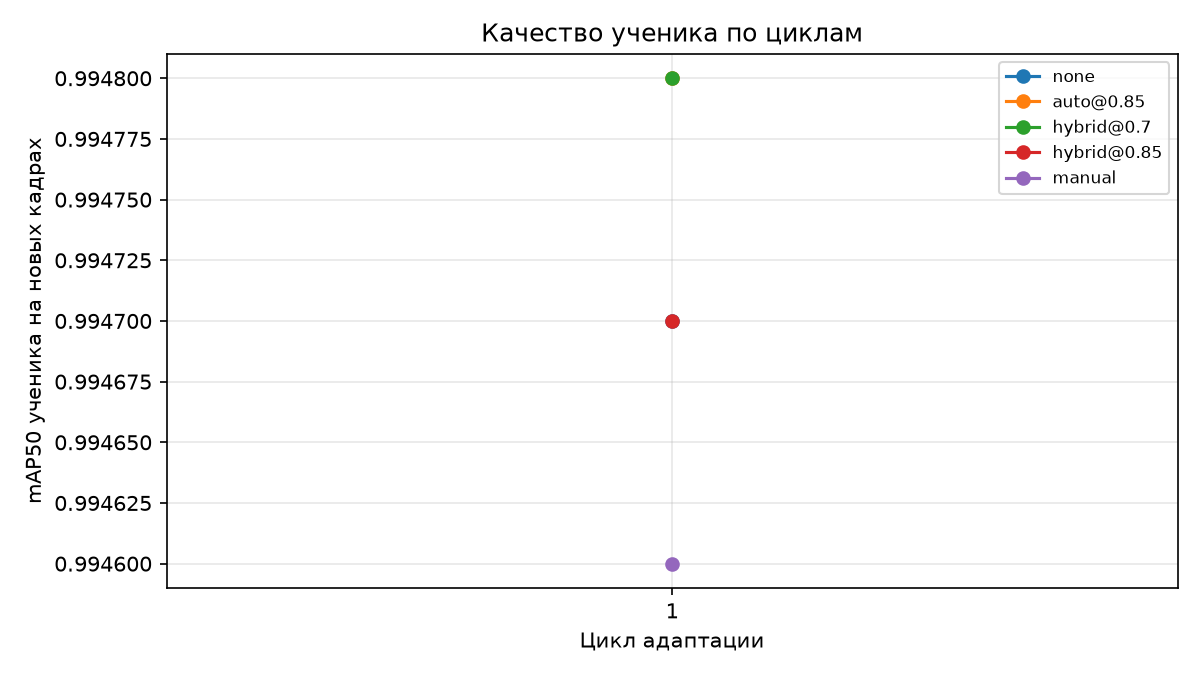 Качество ученика по циклам
mAP50 ученика на новых кадрах
0.994800
0.994775
0.994750
0.994725
0.994700
0.994675
0.994650
0.994625
0.994600
none
auto@0.85
hybrid@0.7
hybrid@0.85
manual
1
Цикл адаптации